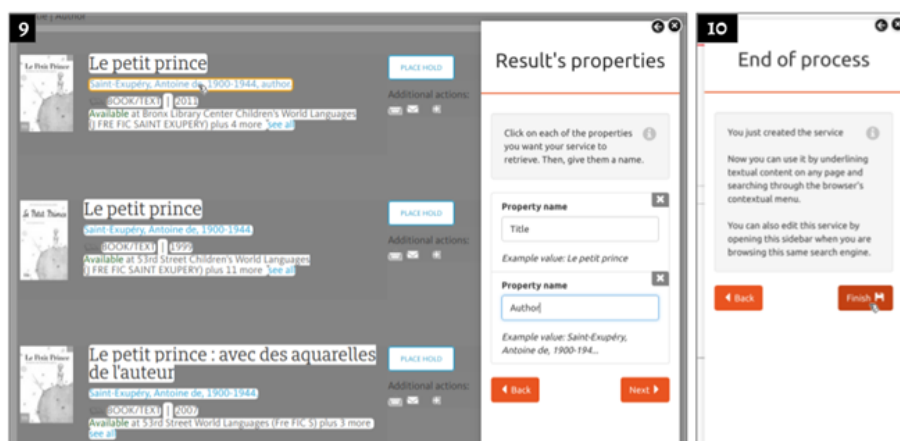 9
| Author
Le petit prince
Saint-Exupéry, Antoine de, 1900-1944, author.
BOOK/TEXT | 2011
Available at Bronx Library Center Children's World Languages
(J FRE FIC SAINT EXUPERY) plus 4 more see all
PLACE HOLD
Additional actions:
Le petit prince
Saint-Exupéry, Antoine de, 1900-1944.
BOOK/TEXT | 1999
Available at 53rd Street Children's World Languages
(J FRE FIC SAINT EXUPERY) plus 11 more see all
PLACE HOLD
Additional actions:
Le petit prince : avec des aquarelles
de l'auteur
Saint-Exupéry, Antoine de, 1900-1944.
BOOK/TEXT | 2007
Available at 53rd Street World Languages (Fre FIC S) plus 3 more
see all
PLACE HOLD
Additional actions:
Result's properties
Click on each of the properties
you want your service to
retrieve. Then, give them a name.
Property name
Title
Example value: Le petit prince
Property name
Author
Example value: Saint-Exupéry,
Antoine de, 1900-194...
Back
Next
10
End of process
You just created the service
Now you can use it by underlining
textual content on any page and
searching through the browser's
contextual menu.
You can also edit this service by
opening this sidebar when you are
browsing this same search engine.
Back
Finish